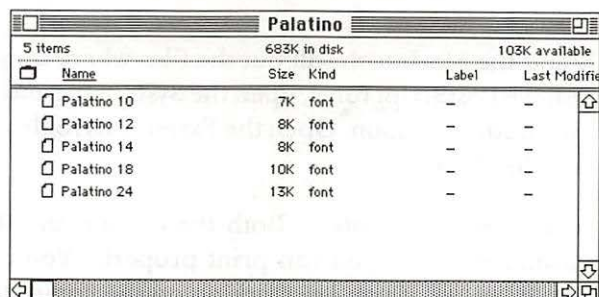 Palatino
5 items 683K in disk 103K available
Name Size Kind Label Last Modifie
Palatino 10 7K font – –
Palatino 12 8K font – –
Palatino 14 8K font – –
Palatino 18 10K font – –
Palatino 24 13K font – –